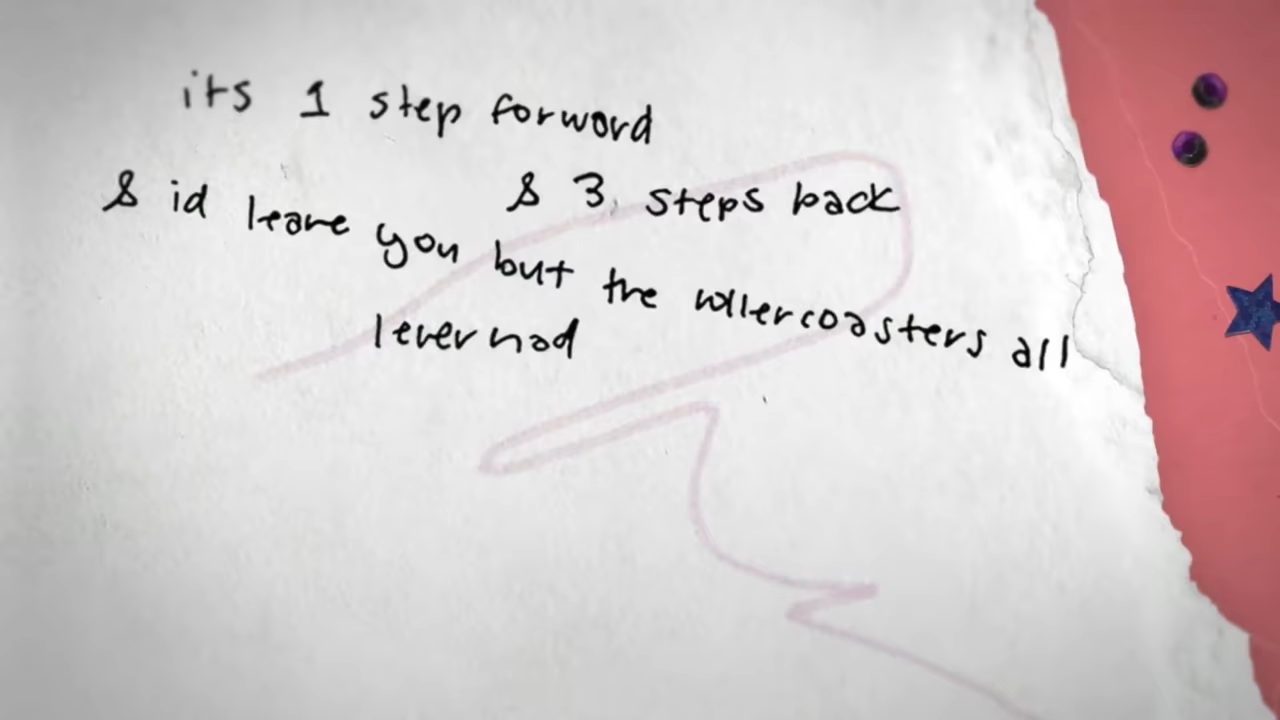 its 1 step forword
& 3 steps back
& id leave you but the rollercoasters all
i ever had